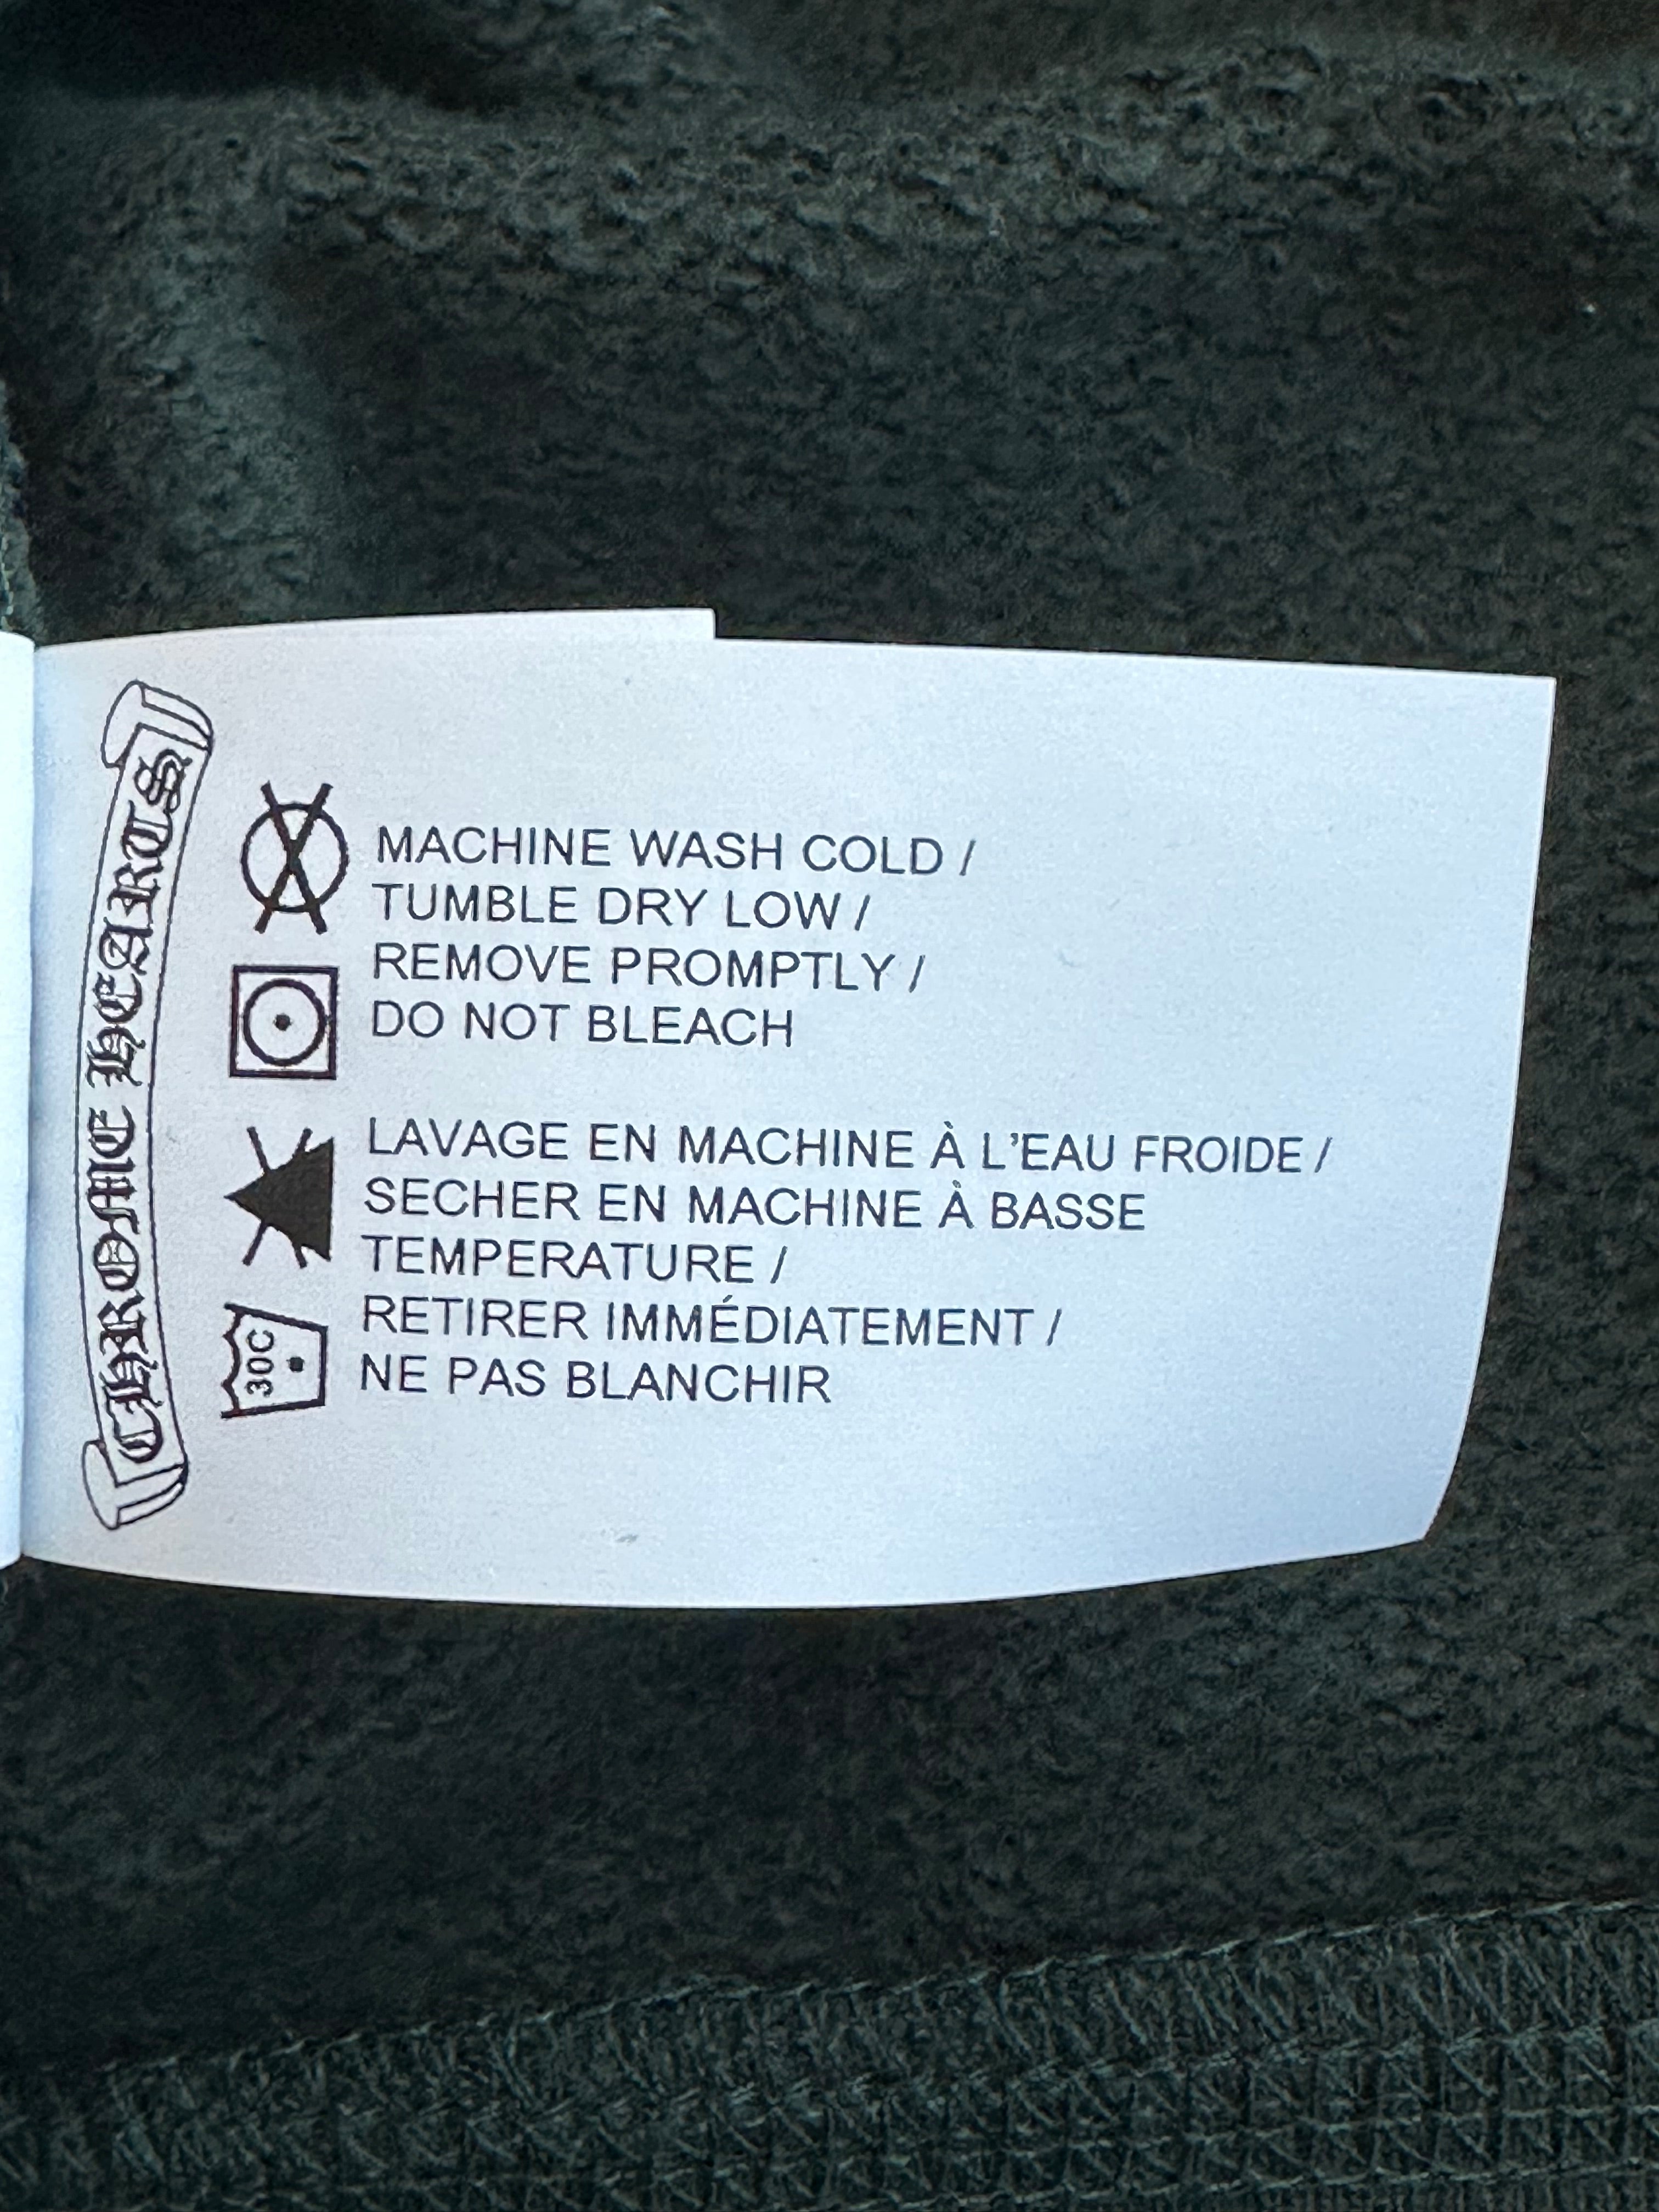 CHROME HEARTS
MACHINE WASH COLD /
TUMBLE DRY LOW /
REMOVE PROMPTLY /
DO NOT BLEACH
LAVAGE EN MACHINE À L'EAU FROIDE /
SECHER EN MACHINE À BASSE
TEMPERATURE /
RETIRER IMMÉDIATEMENT /
NE PAS BLANCHIR
30C